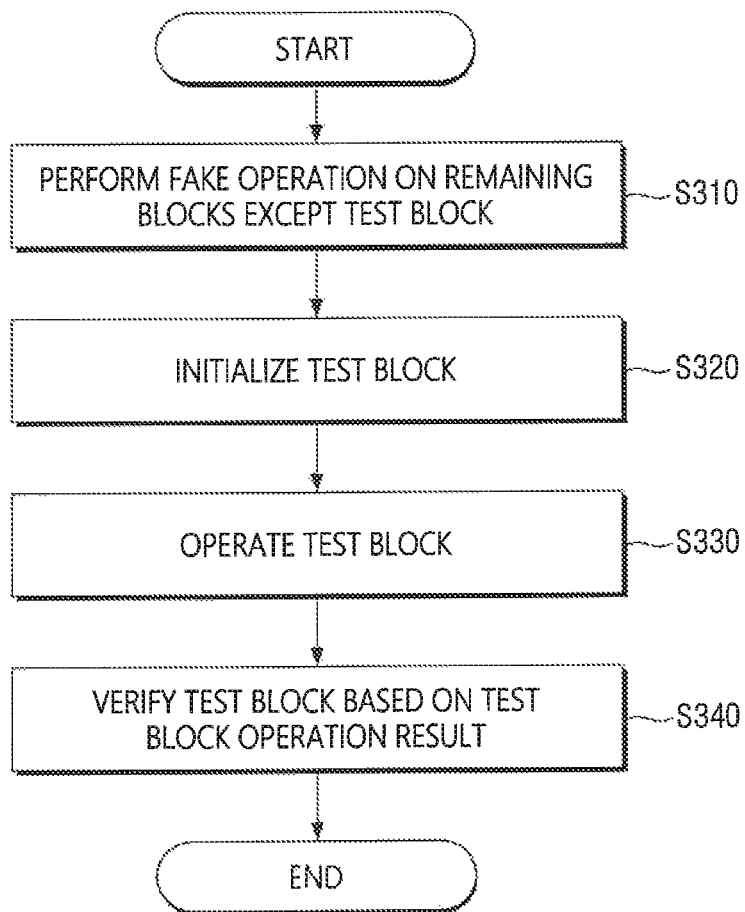 START
PERFORM FAKE OPERATION ON REMAINING
BLOCKS EXCEPT TEST BLOCK
S310
INITIALIZE TEST BLOCK
S320
OPERATE TEST BLOCK
S330
VERIFY TEST BLOCK BASED ON TEST
BLOCK OPERATION RESULT
S340
END